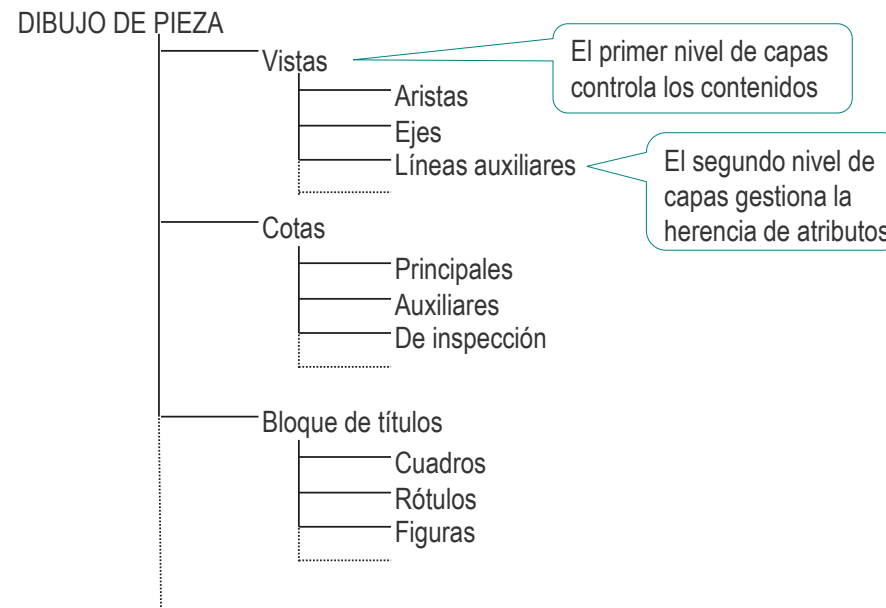 DIBUJO DE PIEZA
Vistas
El primer nivel de capas
controla los contenidos
Aristas
Ejes
Líneas auxiliares
El segundo nivel de
capas gestiona la
herencia de atributos
Cotas
Principales
Auxiliares
De inspección
Bloque de títulos
Cuadros
Rótulos
Figuras